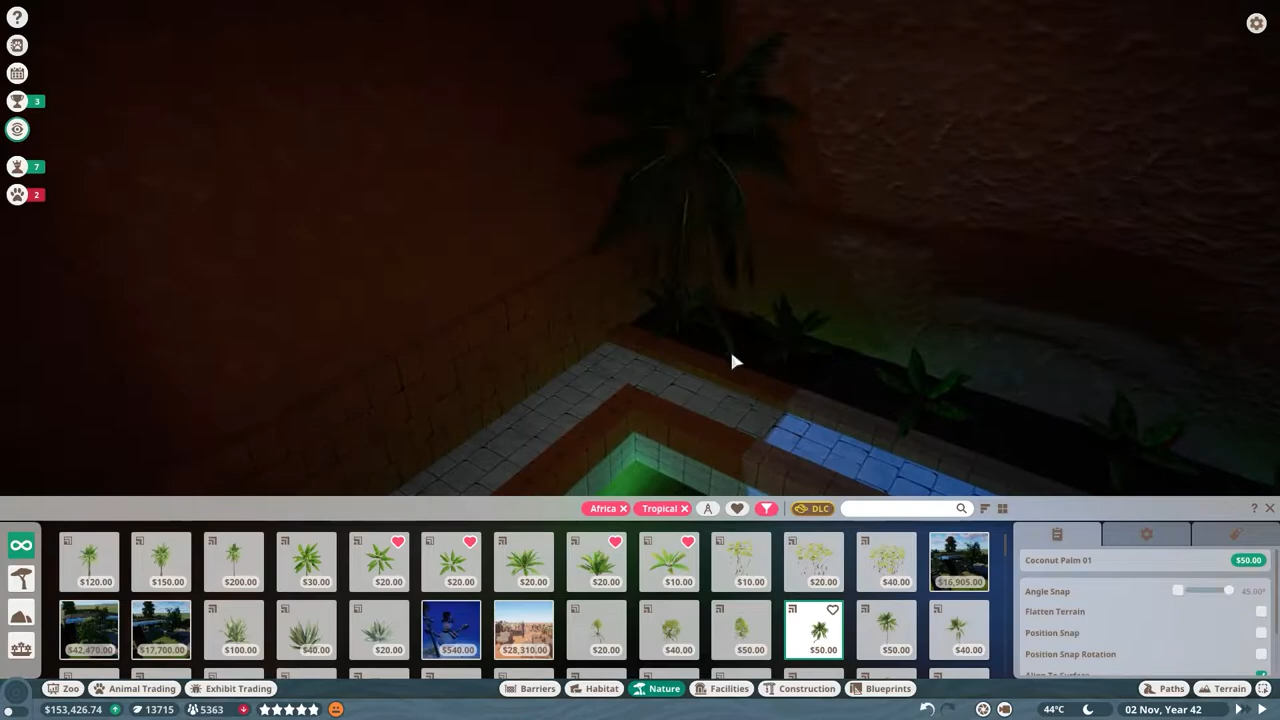 3
7
2
Africa
Tropical
DLC
$120.00 $150.00 $200.00 $30.00 $20.00 $20.00 $20.00 $20.00 $10.00 $10.00 $20.00 $40.00 $16,905.00
$42,470.00 $17,700.00 $100.00 $40.00 $20.00 $540.00 $28,310.00 $20.00 $40.00 $50.00 $50.00 $50.00 $40.00
Coconut Palm 01 $50.00
Angle Snap 45.00°
Flatten Terrain
Position Snap
Position Snap Rotation
Align To Surface
Zoo Animal Trading Exhibit Trading Barriers Habitat Nature Facilities Construction Blueprints Paths Terrain
$153,426.74 13715 5363 44°C 02 Nov, Year 42